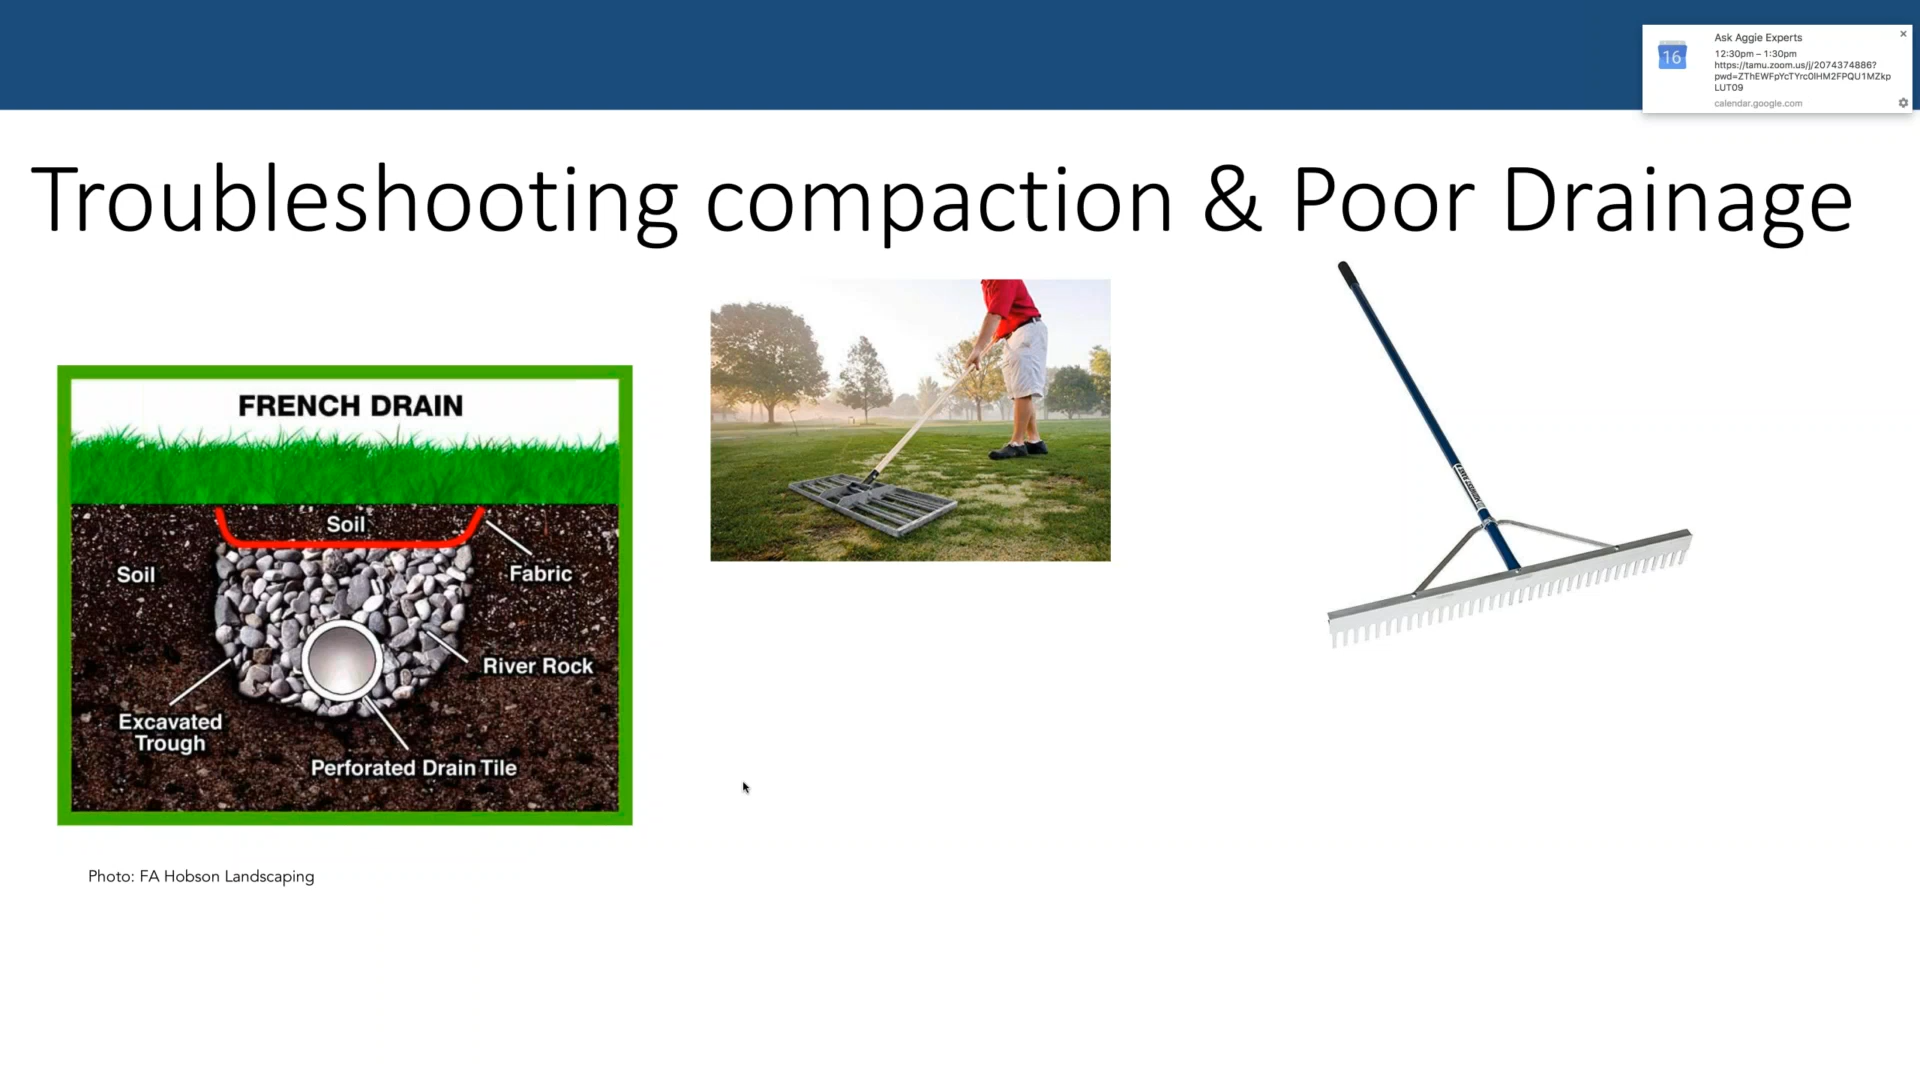 Ask Aggie Experts
12:30pm – 1:30pm
https://tamu.zoom.us/j/2074374886?
pwd=ZThEWFpYcTYrc0lHM2FPQU1MZkp
LUT09
calendar.google.com
16
Troubleshooting compaction & Poor Drainage
FRENCH DRAIN
Soil
Soil
Fabric
River Rock
Excavated
Trough
Perforated Drain Tile
Photo: FA Hobson Landscaping